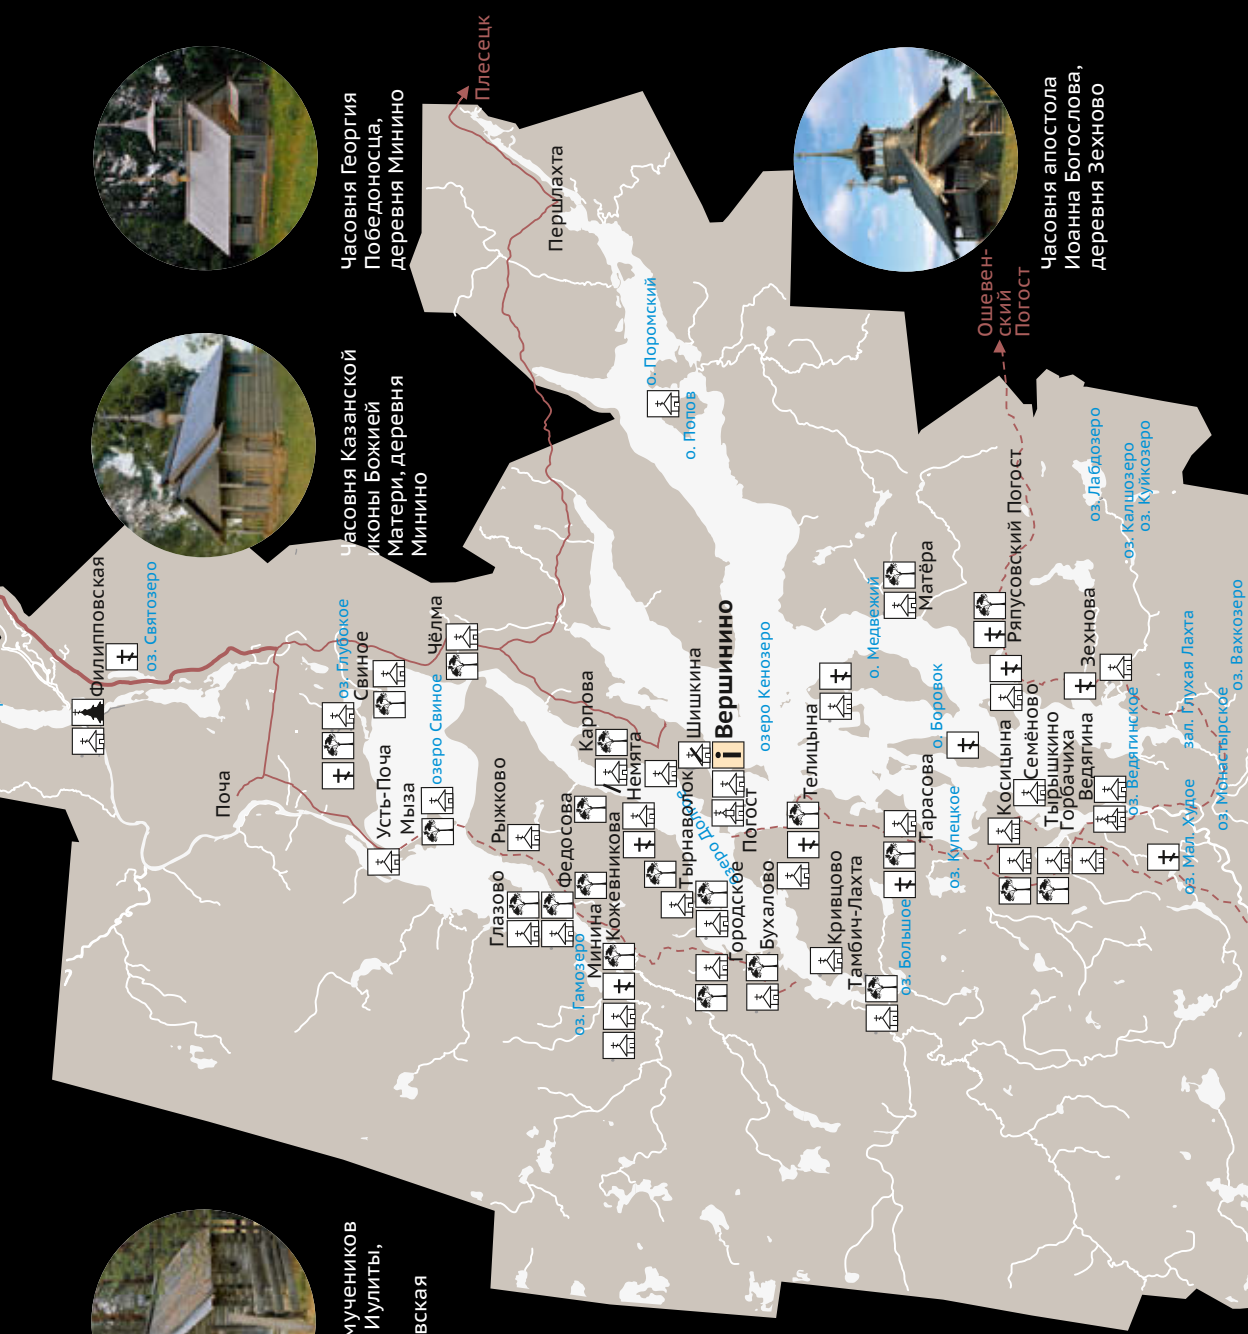 Плесецк
Часовня Георгия
Победоносца,
деревня Минино
Часовня апостола
Иоанна Богослова,
деревня Зехново
Ошевен-
ский
Погост
Першлахта
Часовня Казанской
иконы Божией
Матери, деревня
Минино
о. Поромский
о. Попов
оз. Лабдозеро
оз. Калшозеро
оз. Куйкозеро
Филипповская
оз. Святозеро
оз. Глубокое
Свиное
Чёлма
озеро Свиное
Поча
Усть-Поча
Мыза
Рыжково
Глазово
Федосова
Карпова
Немята
Шишкина
Вершинино
озеро Кенозеро
Кожевникова
Минина
оз. Гамозеро
Тырнаволок
Погост
Городское
Бухалово
Телицына
о. Медвежий
Матёра
о. Боровок
Тарасова
оз. Купецкое
Кривцово
Тамбич-Лахта
оз. Большое
Ряпусовский Погост
Зехнова
Косицына
Семёново
Тырышкино
Горбачиха
Ведягина
оз. Ведягинское
зал. Глухая Лахта
оз. Мал. Худое
оз. Монастырское
оз. Вахкозеро
мучеников
Иулиты,
вская